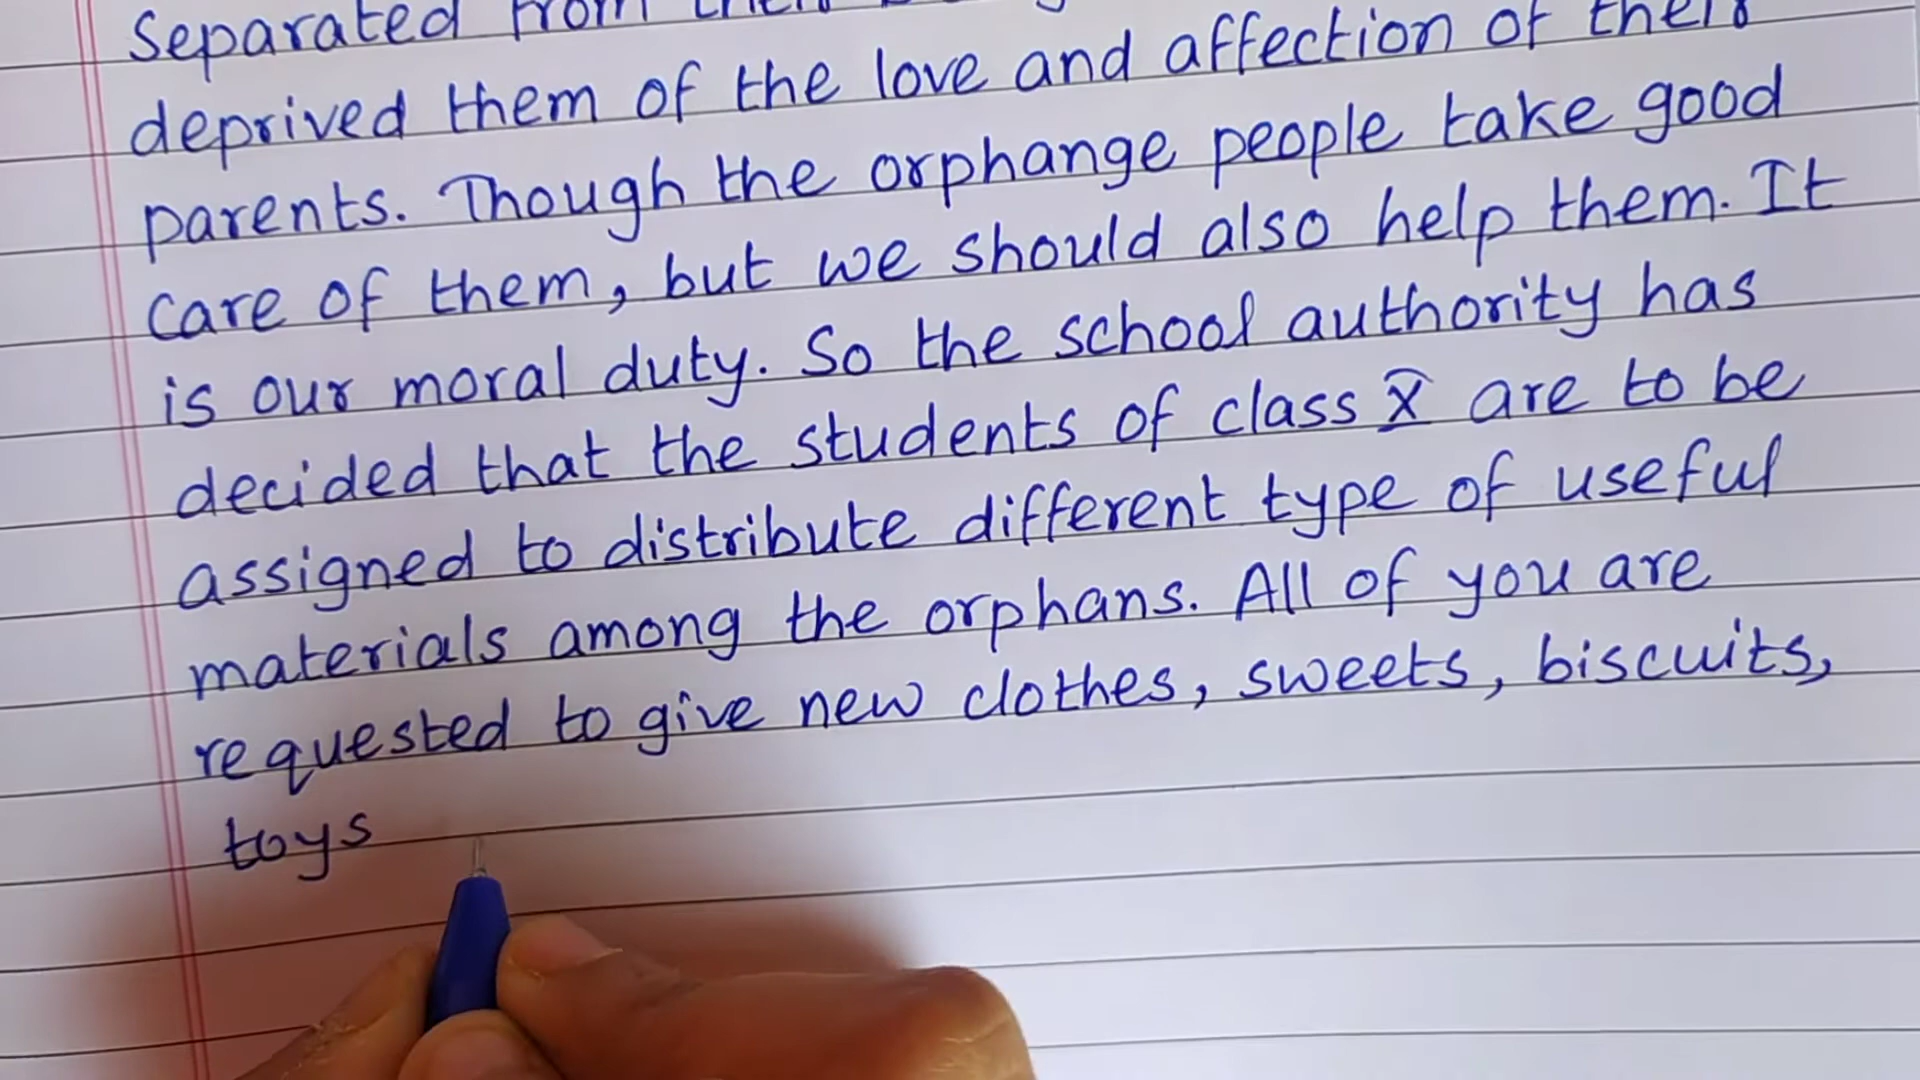 separated from their
deprived them of the love and affection of their
parents. Though the orphange people take good
care of them, but we should also help them. It
is our moral duty. So the school authority has
decided that the students of class X are to be
assigned to distribute different type of useful
materials among the orphans. All of you are
requested to give new clothes, sweets, biscuits,
toys